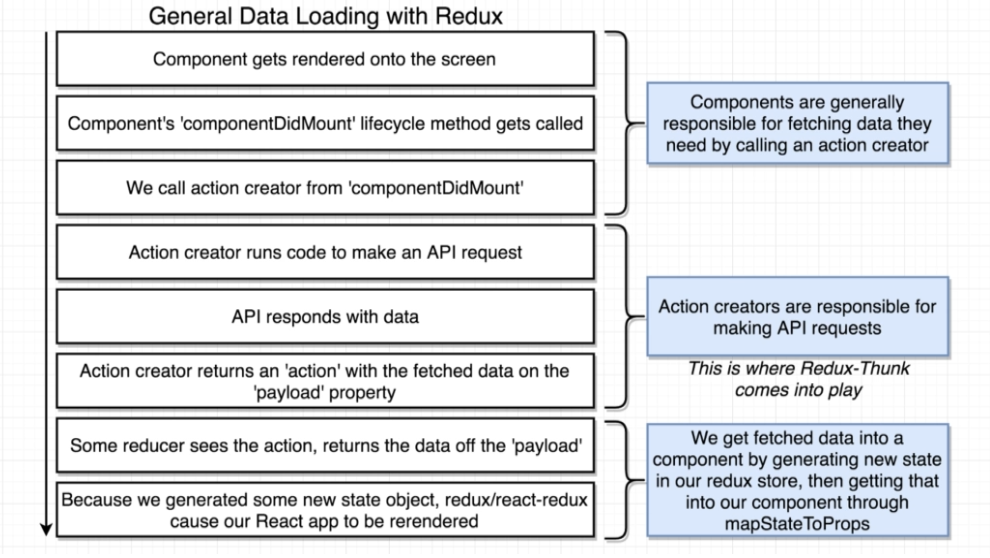 General Data Loading with Redux
Component gets rendered onto the screen
Component's 'componentDidMount' lifecycle method gets called
We call action creator from 'componentDidMount'
Components are generally
responsible for fetching data they
need by calling an action creator
Action creator runs code to make an API request
API responds with data
Action creator returns an 'action' with the fetched data on the
'payload' property
Action creators are responsible for
making API requests
This is where Redux-Thunk
comes into play
Some reducer sees the action, returns the data off the 'payload'
Because we generated some new state object, redux/react-redux
cause our React app to be rerendered
We get fetched data into a
component by generating new state
in our redux store, then getting that
into our component through
mapStateToProps